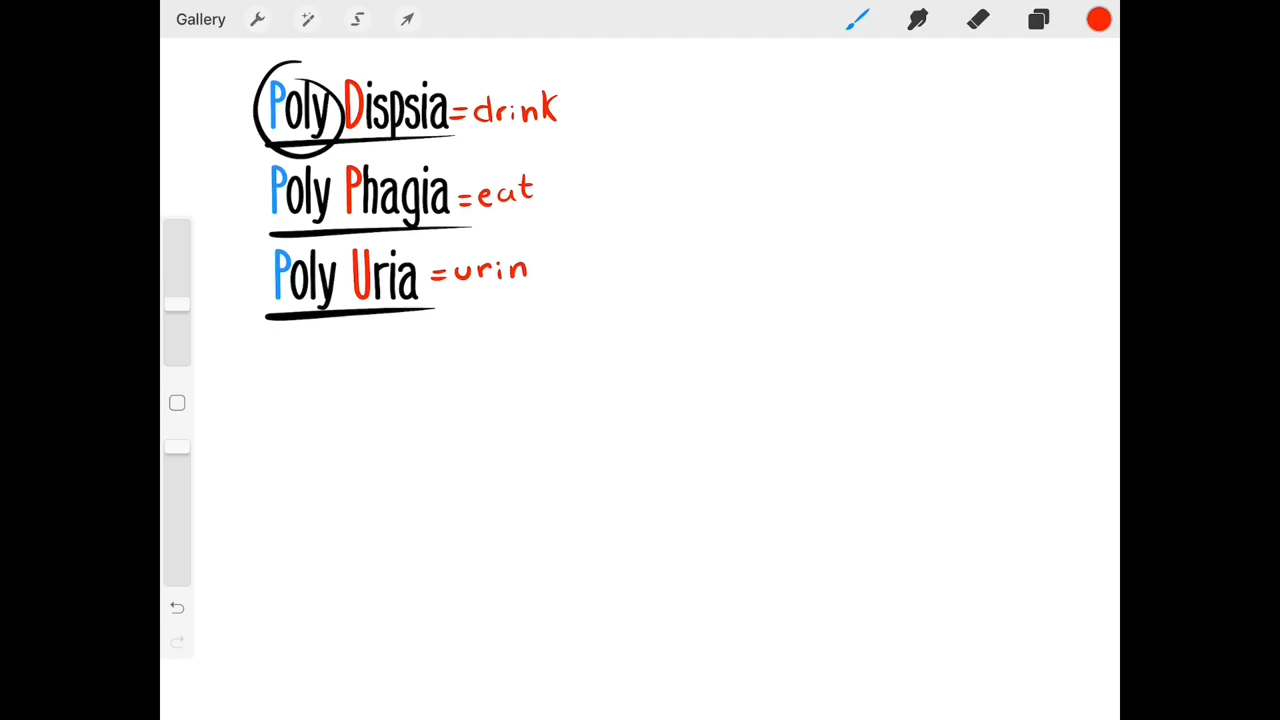 Gallery
Poly Dispsia = drink
Poly Phagia = eat
Poly Uria = urin